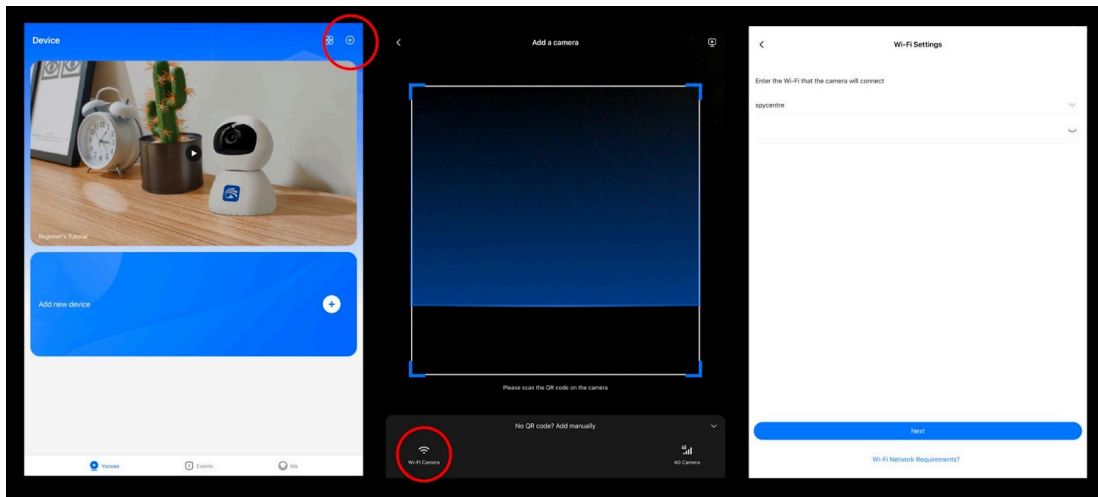 Device
Beginner's Tutorial
Add new device
Yoosee
Events
Me
Add a camera
Please scan the QR code on the camera
No QR code? Add manually
Wi-Fi Camera
4G Camera
Wi-Fi Settings
Enter the Wi-Fi that the camera will connect
spycentre
Next
Wi-Fi Network Requirements?